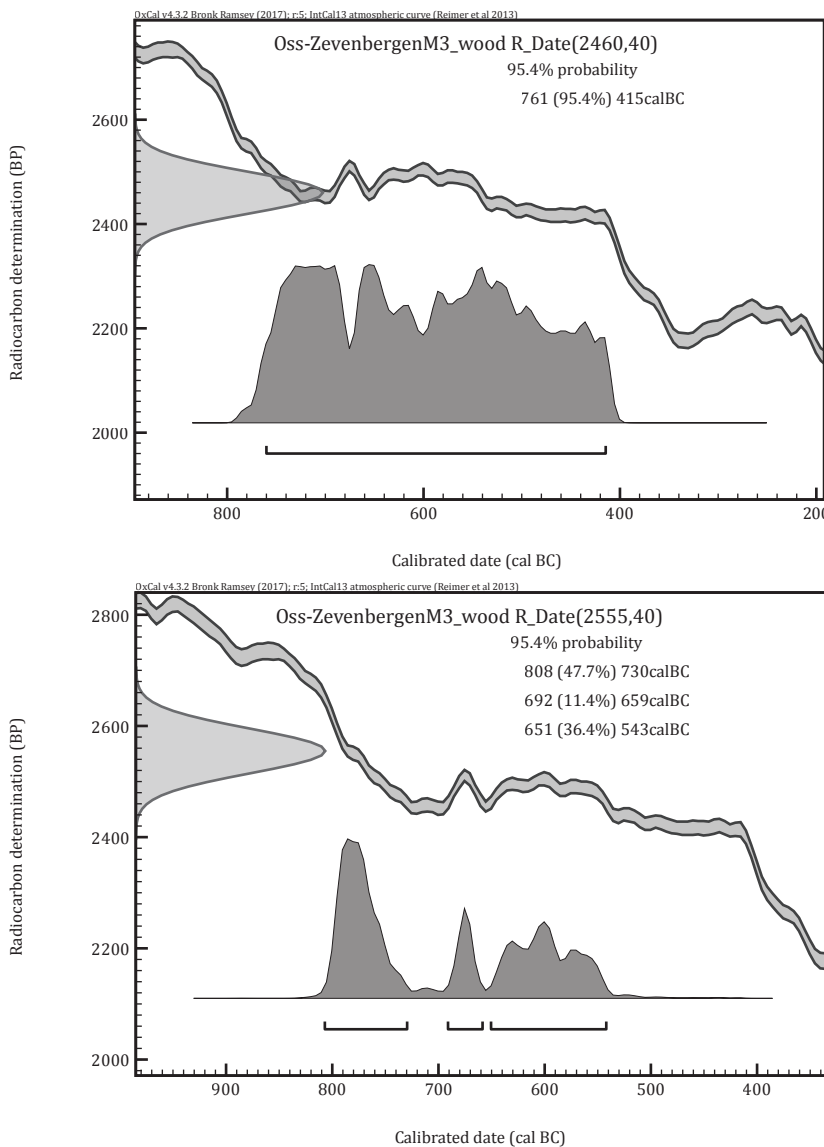 OxCal v4.3.2 Bronk Ramsey (2017); r:5; IntCal13 atmospheric curve (Reimer et al 2013)
Oss-ZevenbergenM3_wood R_Date(2460,40)
95.4% probability
761 (95.4%) 415calBC
Radiocarbon determination (BP)
2600
2400
2200
2000
800 600 400 200
Calibrated date (cal BC)
OxCal v4.3.2 Bronk Ramsey (2017); r:5; IntCal13 atmospheric curve (Reimer et al 2013)
Oss-ZevenbergenM3_wood R_Date(2555,40)
95.4% probability
808 (47.7%) 730calBC
692 (11.4%) 659calBC
651 (36.4%) 543calBC
Radiocarbon determination (BP)
2800
2600
2400
2200
2000
900 800 700 600 500 400
Calibrated date (cal BC)